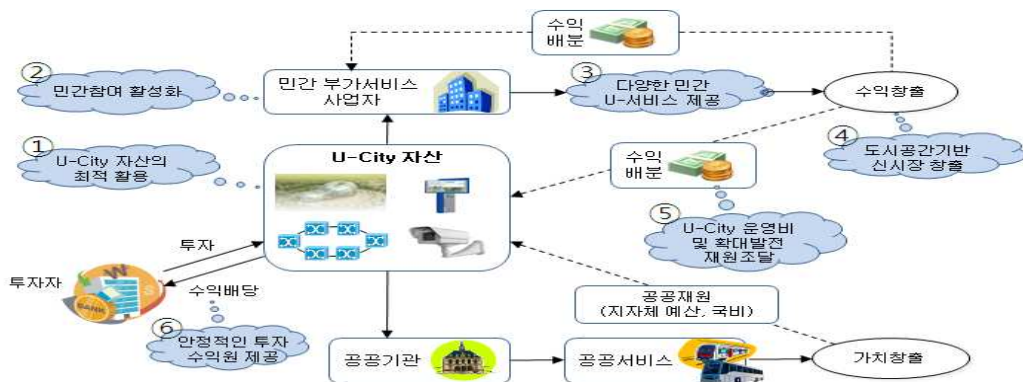 수익
배분
②
민간참여 활성화
민간 부가서비스
사업자
③
다양한 민간
U-서비스 제공
수익창출
①
U-City 자산의
최적 활용
U-City 자산
수익
배분
④
도시공간기반
신시장 창출
⑤
U-City 운영비
및 확대발전
재원조달
투자
투자자
W
$
BANK
수익배당
공공재원
(지자체 예산, 국비)
⑥
안정적인 투자
수익원 제공
공공기관
공공서비스
가치창출